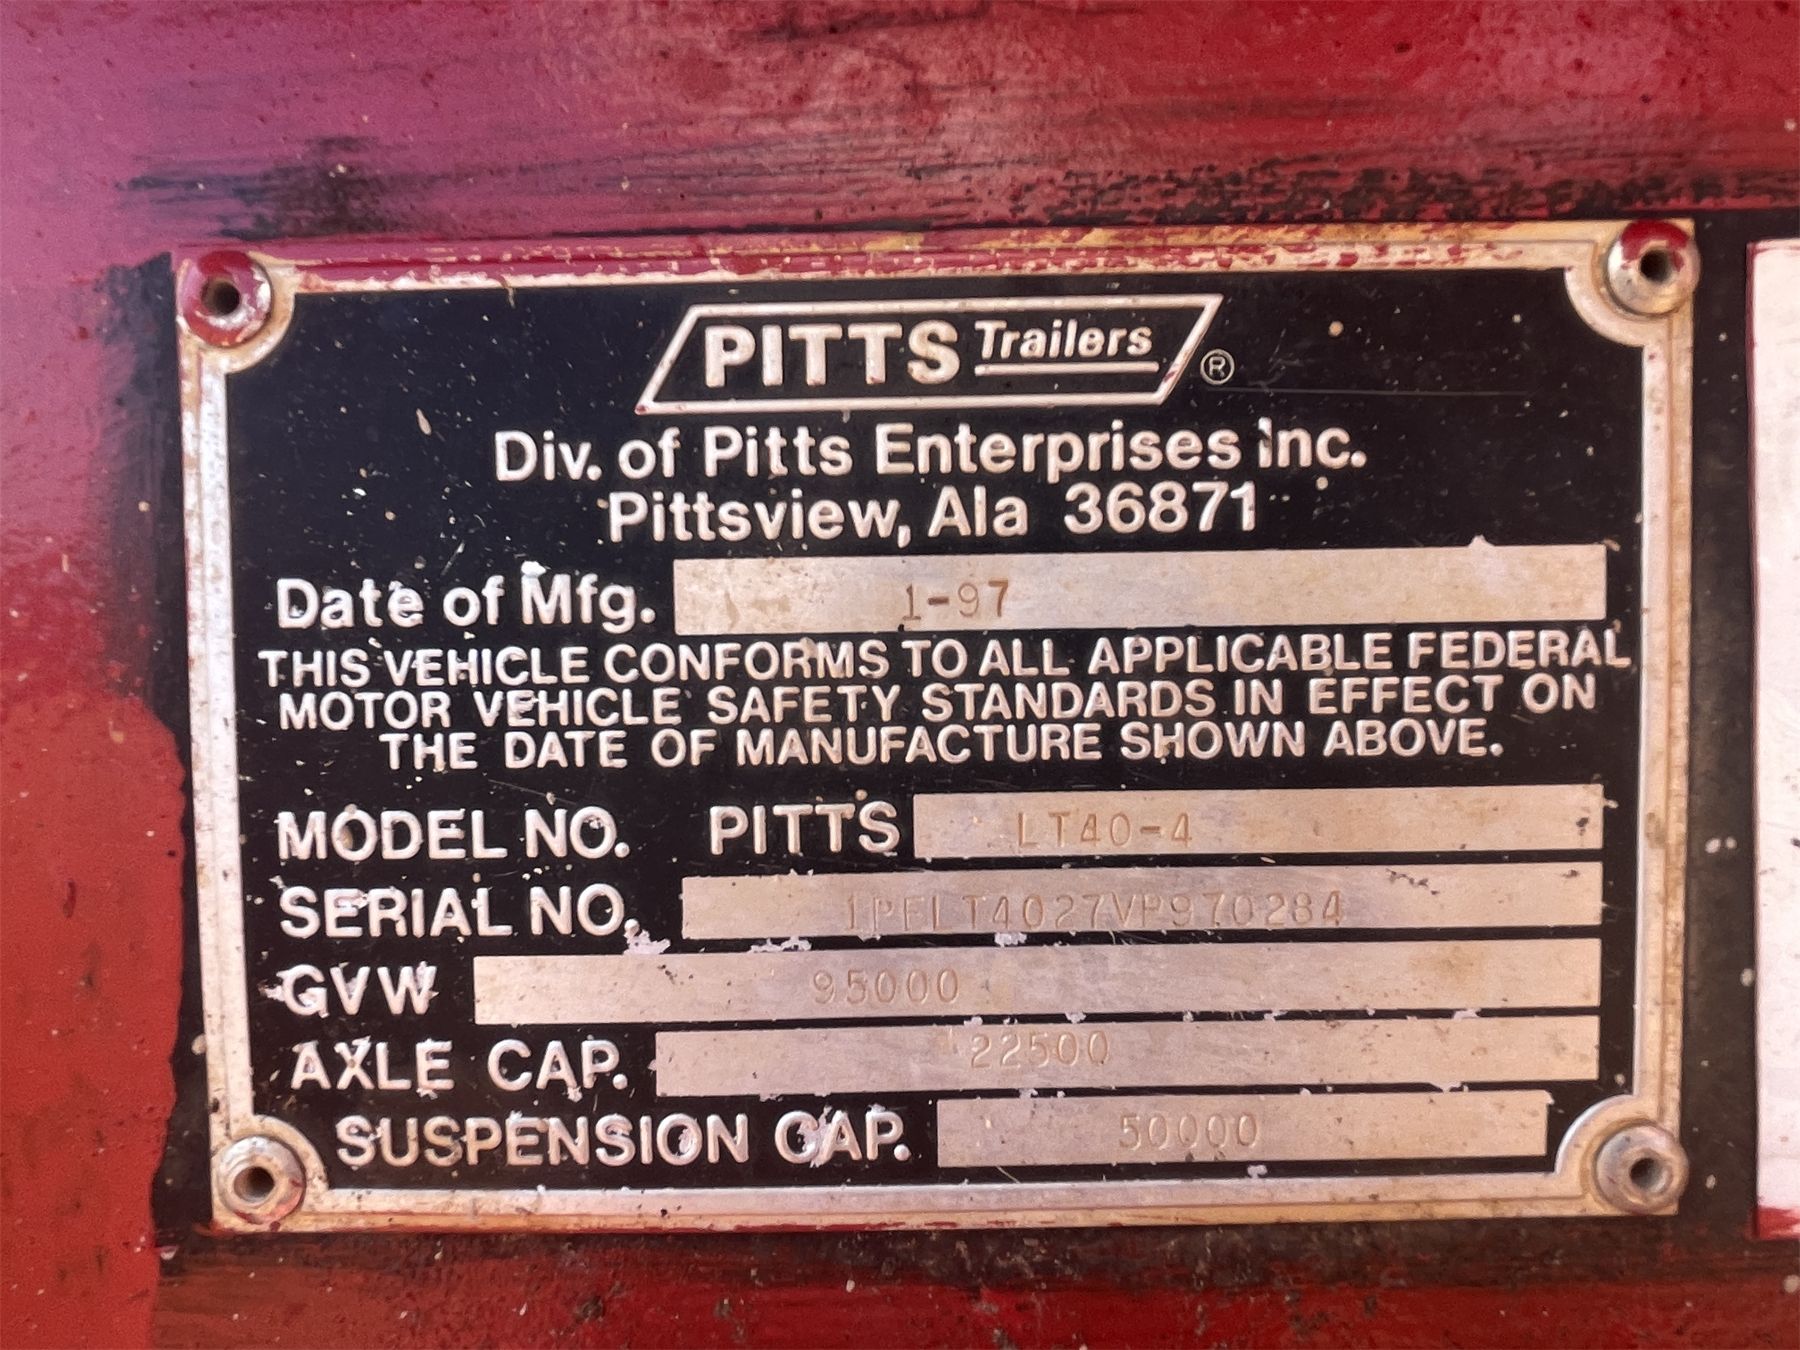 PITTS Trailers ®
Div. of Pitts Enterprises Inc.
Pittsview, Ala 36871
Date of Mfg. 1-97
THIS VEHICLE CONFORMS TO ALL APPLICABLE FEDERAL
MOTOR VEHICLE SAFETY STANDARDS IN EFFECT ON
THE DATE OF MANUFACTURE SHOWN ABOVE.
MODEL NO. PITTS LT40-4
SERIAL NO. 1PFLT4027VP970284
GVW 95000
AXLE CAP. 22500
SUSPENSION CAP. 50000